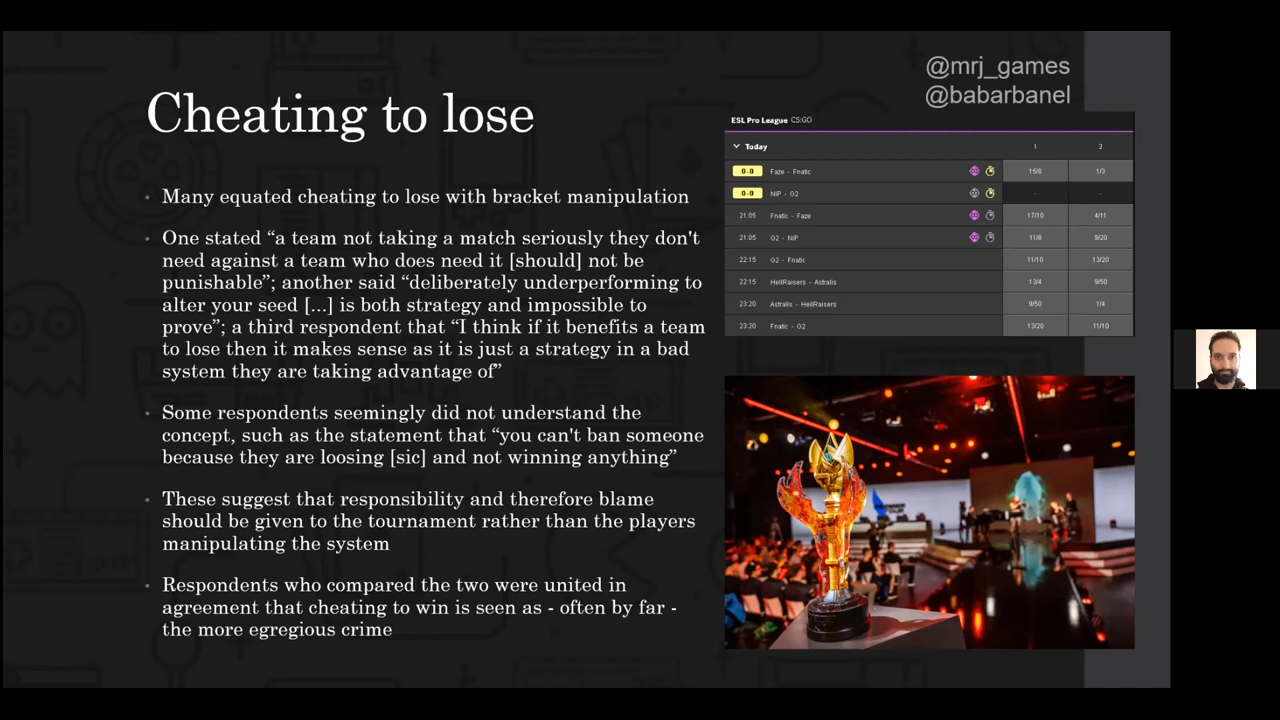 @mrj_games
@babarbanel
Cheating to lose
• Many equated cheating to lose with bracket manipulation
• One stated “a team not taking a match seriously they don't
need against a team who does need it [should] not be
punishable”; another said “deliberately underperforming to
alter your seed [...] is both strategy and impossible to
prove”; a third respondent that “I think if it benefits a team
to lose then it makes sense as it is just a strategy in a bad
system they are taking advantage of”
• Some respondents seemingly did not understand the
concept, such as the statement that “you can't ban someone
because they are loosing [sic] and not winning anything”
• These suggest that responsibility and therefore blame
should be given to the tournament rather than the players
manipulating the system
• Respondents who compared the two were united in
agreement that cheating to win is seen as - often by far -
the more egregious crime
ESL Pro League CS:GO
Today 1 2
0-0 Faze - Fnatic 15/8 1/3
0-0 NiP - G2 - -
21:05 Fnatic - Faze 17/10 4/11
21:05 G2 - NiP 11/8 9/20
22:15 G2 - Fnatic 11/10 13/20
22:15 HellRaisers - Astralis 13/4 9/50
23:20 Astralis - HellRaisers 9/50 1/4
23:20 Fnatic - G2 13/20 11/10